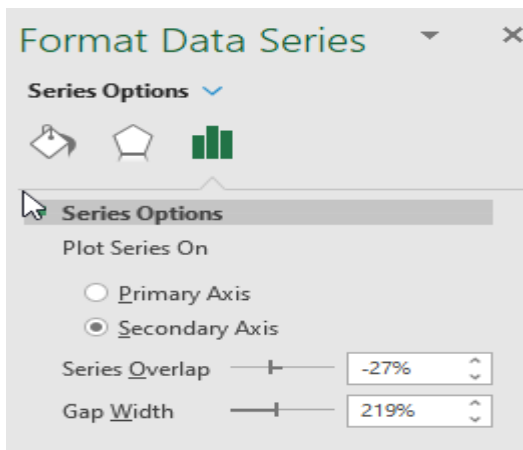 Format Data Series
Series Options
Series Options
Plot Series On
Primary Axis
Secondary Axis
Series Overlap -27%
Gap Width 219%